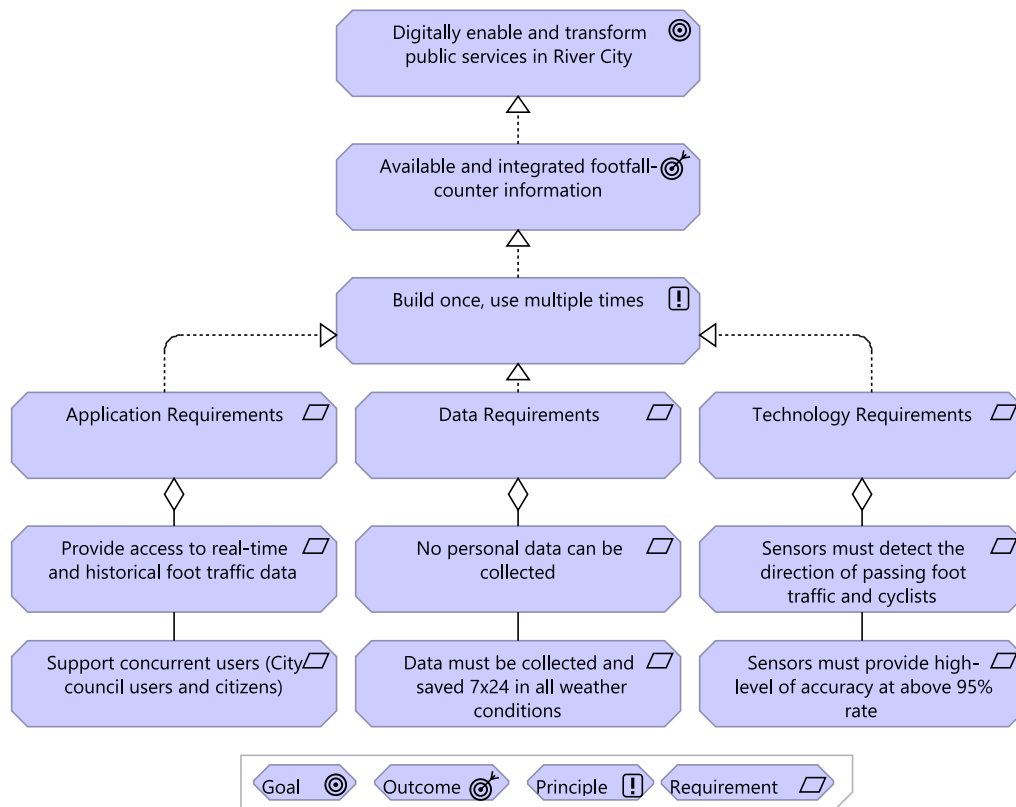 Digitally enable and transform
public services in River City
Available and integrated footfall-
counter information
Build once, use multiple times
Application Requirements
Data Requirements
Technology Requirements
Provide access to real-time
and historical foot traffic data
No personal data can be
collected
Sensors must detect the
direction of passing foot
traffic and cyclists
Support concurrent users (City
council users and citizens)
Data must be collected and
saved 7x24 in all weather
conditions
Sensors must provide high-
level of accuracy at above 95%
rate
Goal
Outcome
Principle
Requirement